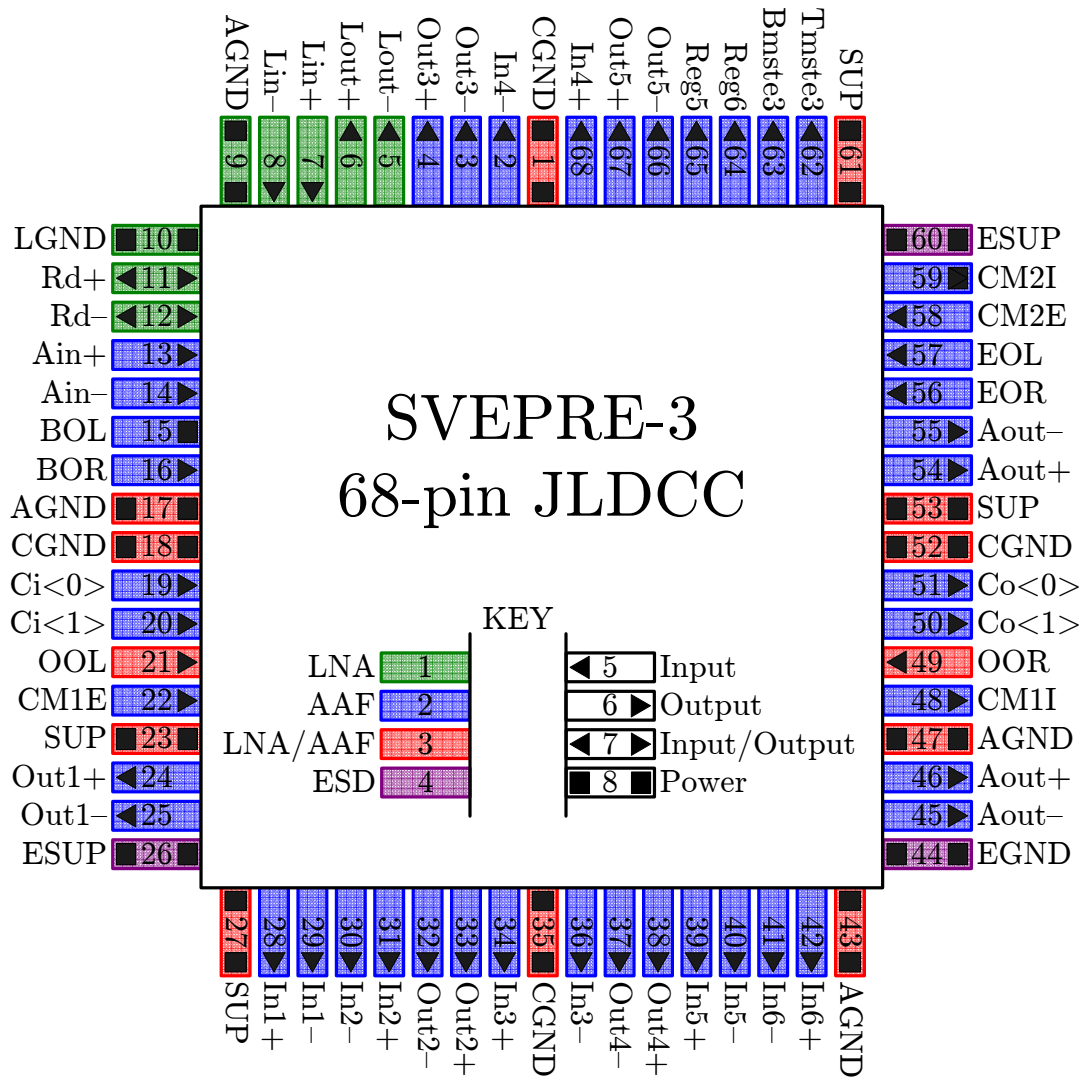 AGND
Lin–
Lin+
Lout+
Lout–
Out3+
Out3–
In4–
CGND
In4+
Out5+
Out5–
Reg5
Reg6
Bmste3
Tmste3
SUP
9
8
7
6
5
4
3
2
1
68
67
66
65
64
63
62
61
LGND 10
Rd+ 11
Rd– 12
Ain+ 13
Ain– 14
BOL 15
BOR 16
AGND 17
CGND 18
Ci<0> 19
Ci<1> 20
OOL 21
CM1E 22
SUP 23
Out1+ 24
Out1– 25
ESUP 26
SVEPRE-3
68-pin JLDCC
KEY
LNA 1
AAF 2
LNA/AAF 3
ESD 4
5 Input
6 Output
7 Input/Output
8 Power
60 ESUP
59 CM2I
58 CM2E
57 EOL
56 EOR
55 Aout–
54 Aout+
53 SUP
52 CGND
51 Co<0>
50 Co<1>
49 OOR
48 CM1I
47 AGND
46 Aout+
45 Aout–
44 EGND
27
28
29
30
31
32
33
34
35
36
37
38
39
40
41
42
43
SUP
In1+
In1–
In2–
In2+
Out2–
Out2+
In3+
CGND
In3–
Out4–
Out4+
In5+
In5–
In6–
In6+
AGND